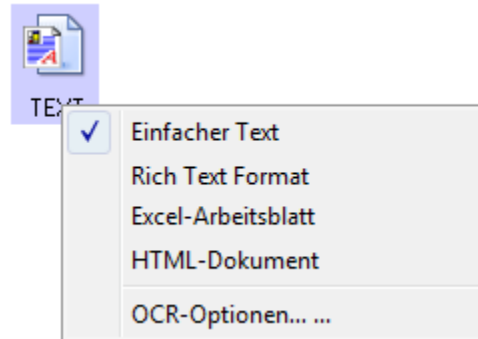 TEXT
Einfacher Text
Rich Text Format
Excel-Arbeitsblatt
HTML-Dokument
OCR-Optionen... ...